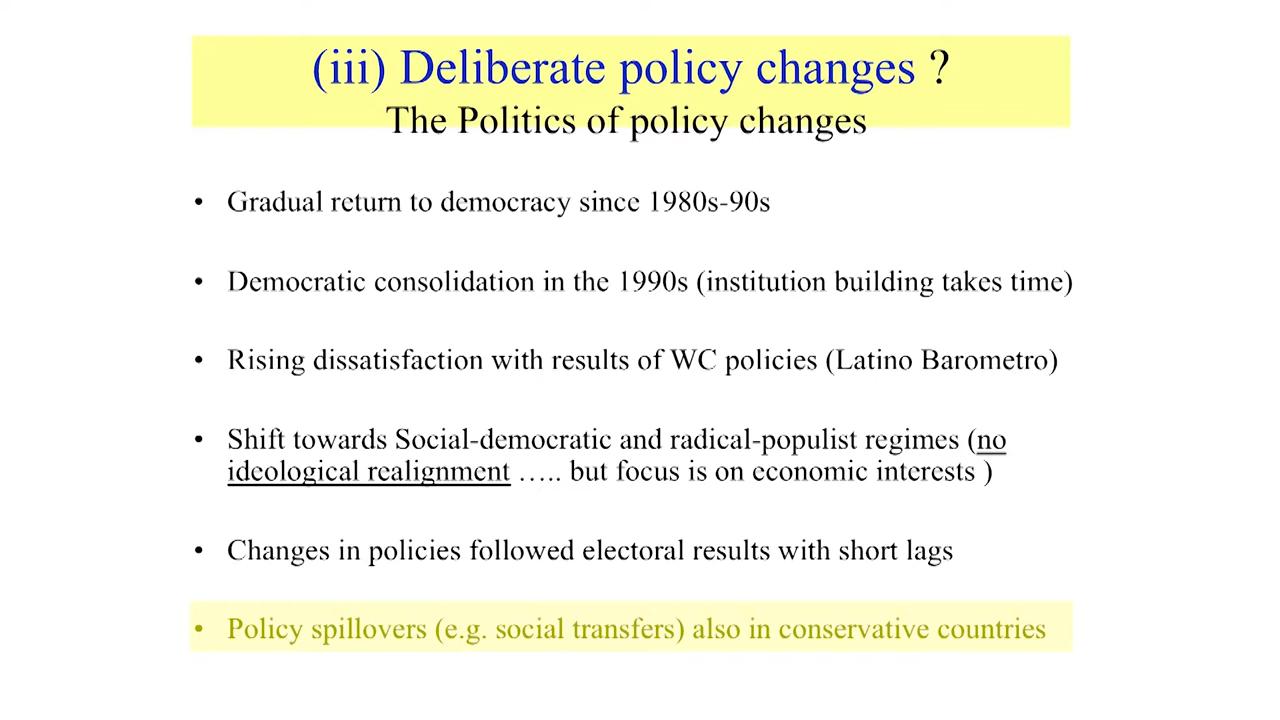 (iii) Deliberate policy changes ?
The Politics of policy changes
• Gradual return to democracy since 1980s-90s
• Democratic consolidation in the 1990s (institution building takes time)
• Rising dissatisfaction with results of WC policies (Latino Barometro)
• Shift towards Social-democratic and radical-populist regimes (no
ideological realignment ….. but focus is on economic interests )
• Changes in policies followed electoral results with short lags
• Policy spillovers (e.g. social transfers) also in conservative countries